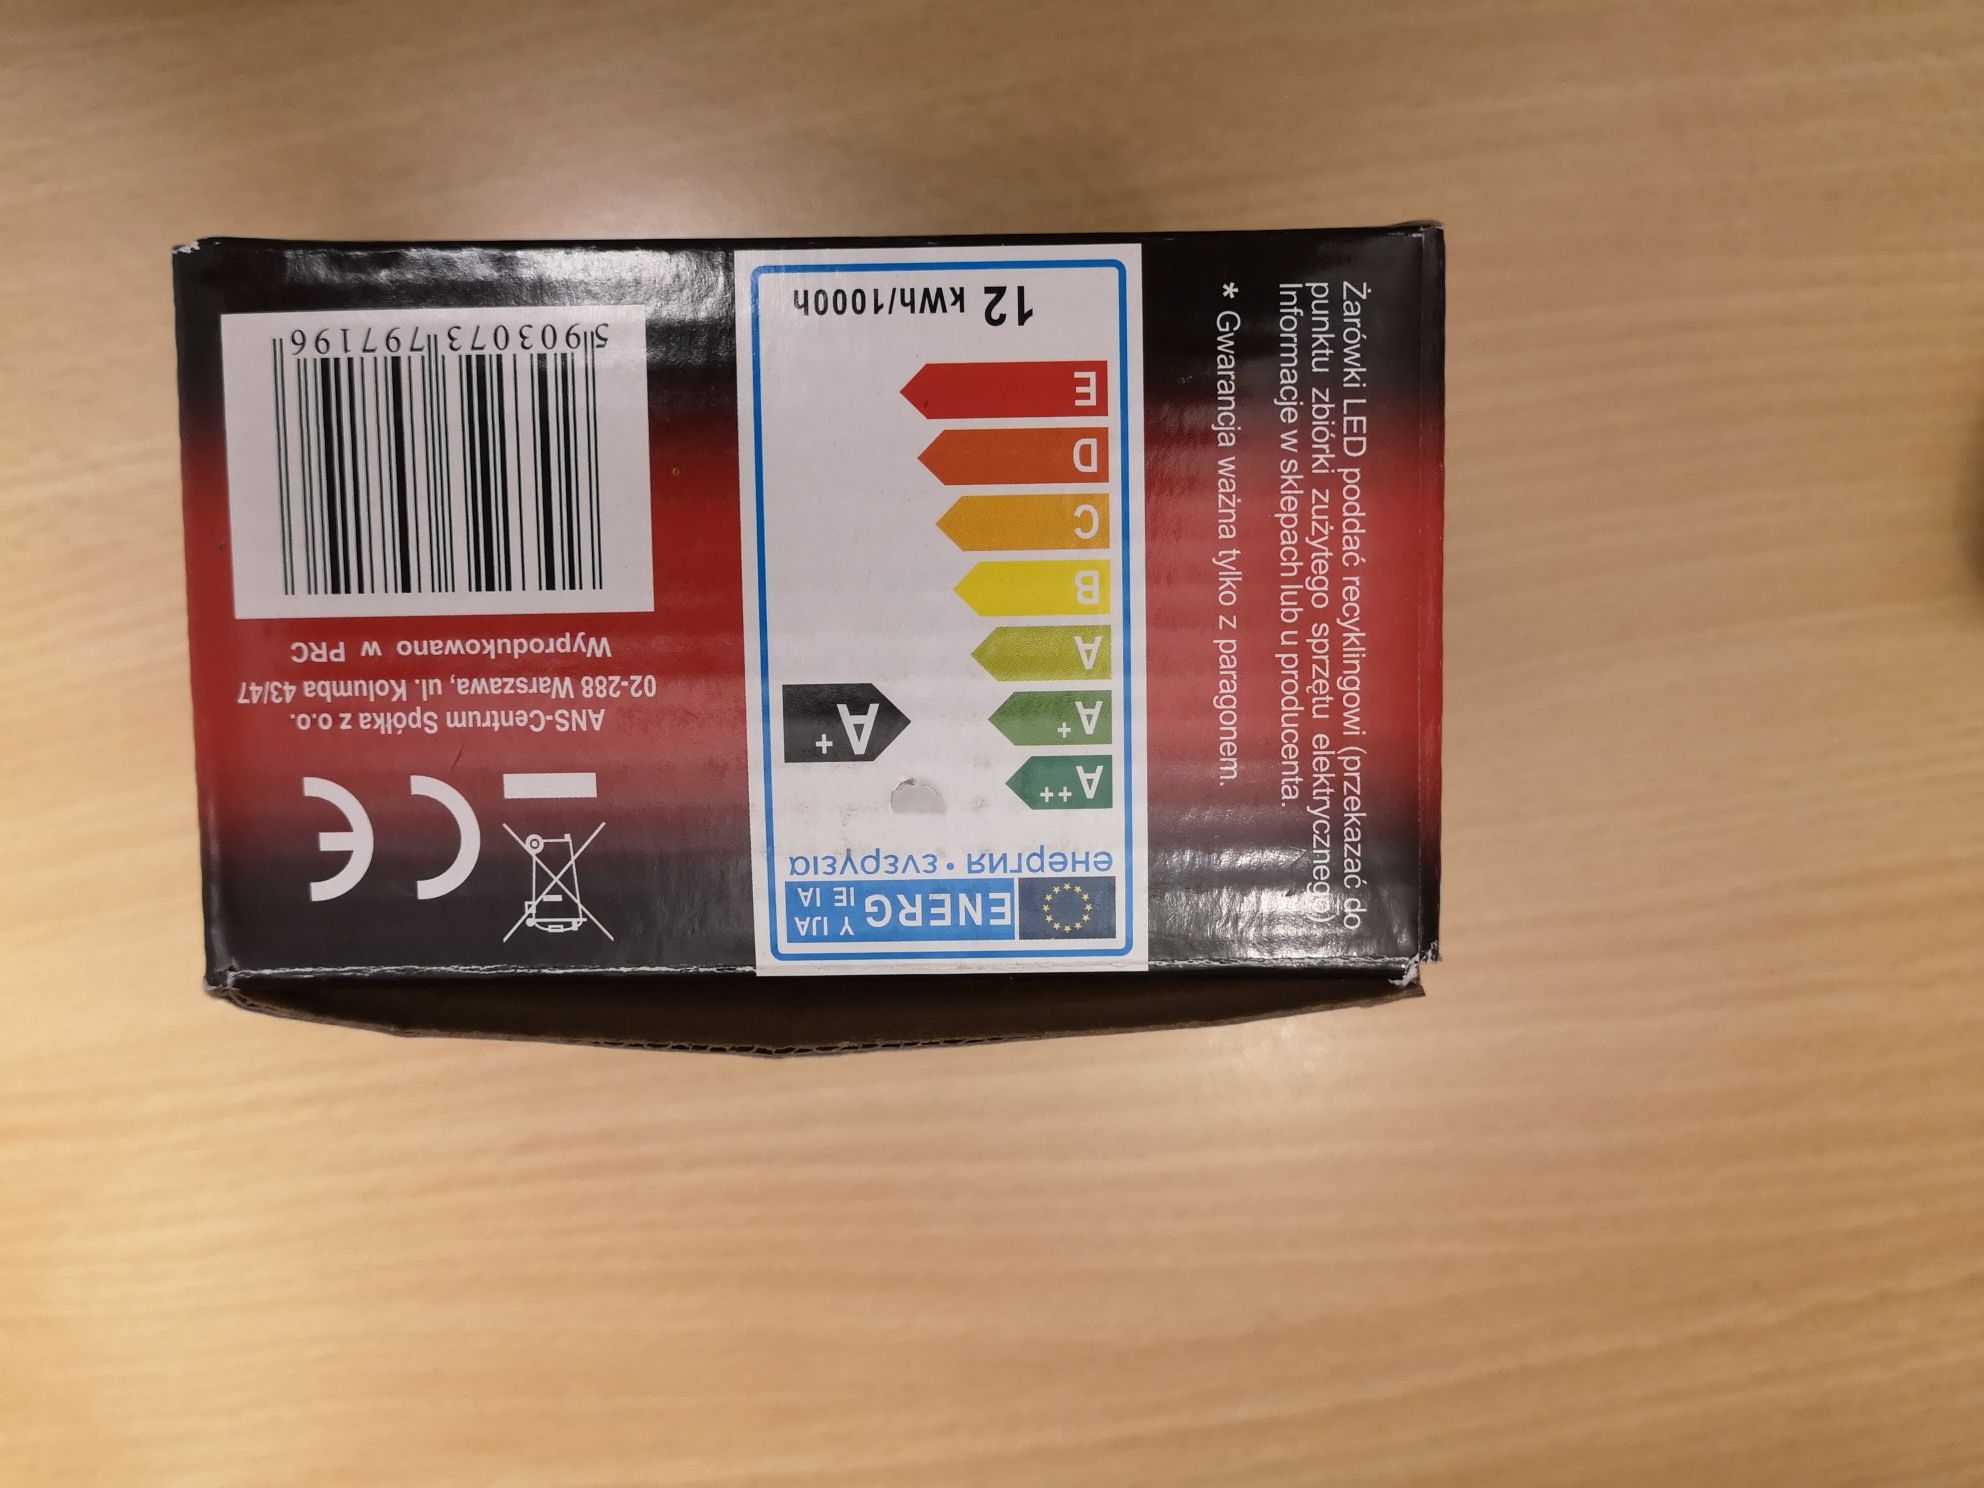 ENERG
Y IJA
IE IA
енергия • ενεργεια
A++
A+
A
B
C
D
E
A+
12 kWh/1000h
CE
ANS-Centrum Spółka z o.o.
02-288 Warszawa, ul. Kolumba 43/47
Wyprodukowano w PRC
5 903073 797196
Żarówki LED poddać recyklingowi (przekazać do
punktu zbiórki zużytego sprzętu elektrycznego)
Informacje w sklepach lub u producenta.
* Gwarancja ważna tylko z paragonem.